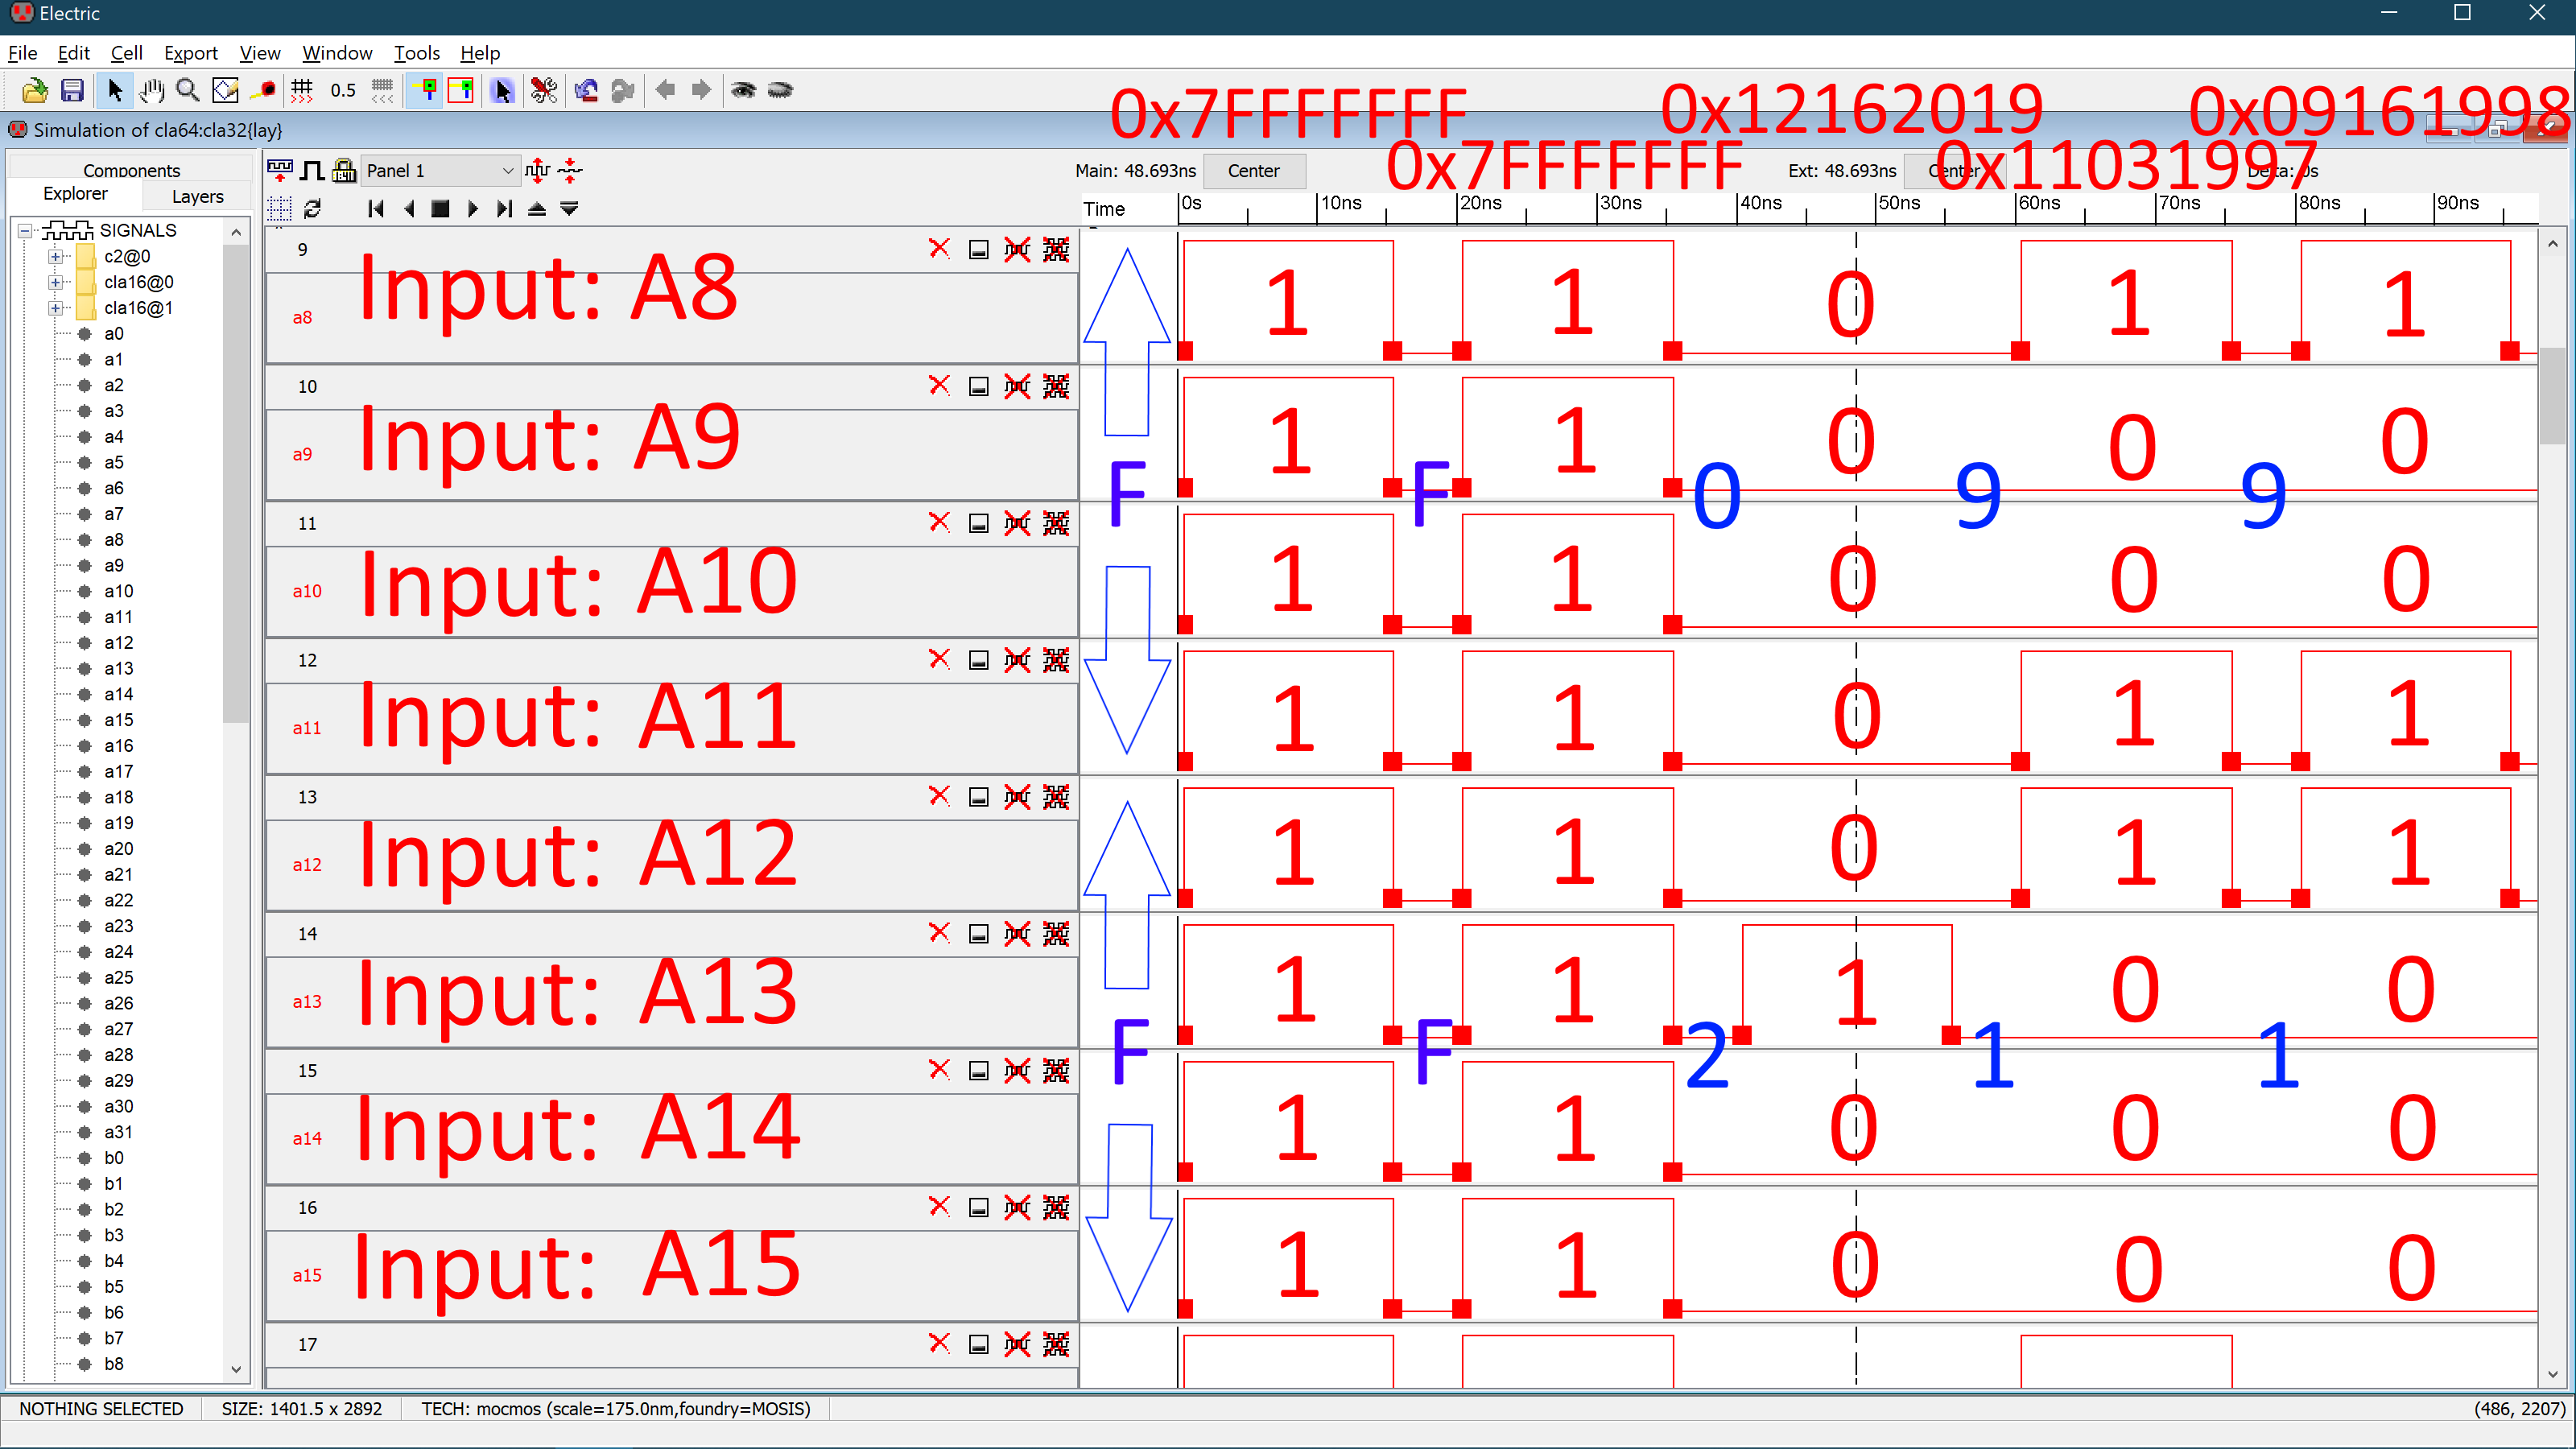 Electric
File Edit Cell Export View Window Tools Help
0.5
0x7FFFFFFF 0x12162019 0x09161998
Simulation of cla64:cla32{lay}
0x7FFFFFFF 0x11031997
Components
Explorer Layers
Panel 1 Main: 48.693ns Center Ext: 48.693ns Center Delta: 0s
Time 0s 10ns 20ns 30ns 40ns 50ns 60ns 70ns 80ns 90ns
SIGNALS
c2@0
cla16@0
cla16@1
a0
a1
a2
a3
a4
a5
a6
a7
a8
a9
a10
a11
a12
a13
a14
a15
a16
a17
a18
a19
a20
a21
a22
a23
a24
a25
a26
a27
a28
a29
a30
a31
b0
b1
b2
b3
b4
b5
b6
b7
b8
9
a8 Input: A8 1 1 0 1 1
10
a9 Input: A9 1 1 0 0 0
F F 0 9 9
11
a10 Input: A10 1 1 0 0 0
12
a11 Input: A11 1 1 0 1 1
13
a12 Input: A12 1 1 0 1 1
14
a13 Input: A13 1 1 1 0 0
F F 2 1 1
15
a14 Input: A14 1 1 0 0 0
16
a15 Input: A15 1 1 0 0 0
17
NOTHING SELECTED SIZE: 1401.5 x 2892 TECH: mocmos (scale=175.0nm,foundry=MOSIS) (486, 2207)